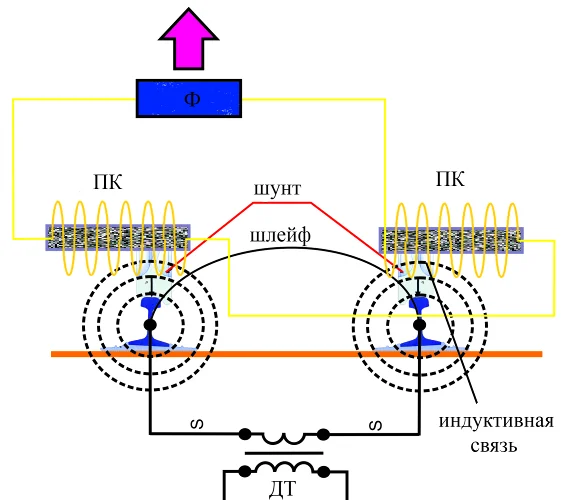 Ф
ПК
ПК
шунт
шлейф
S
S
индуктивная
связь
ДТ